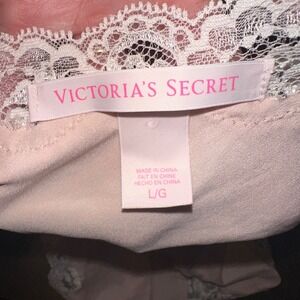 VICTORIA'S SECRET
MADE IN CHINA
FAIT EN CHINE
HECHO EN CHINA
L/G